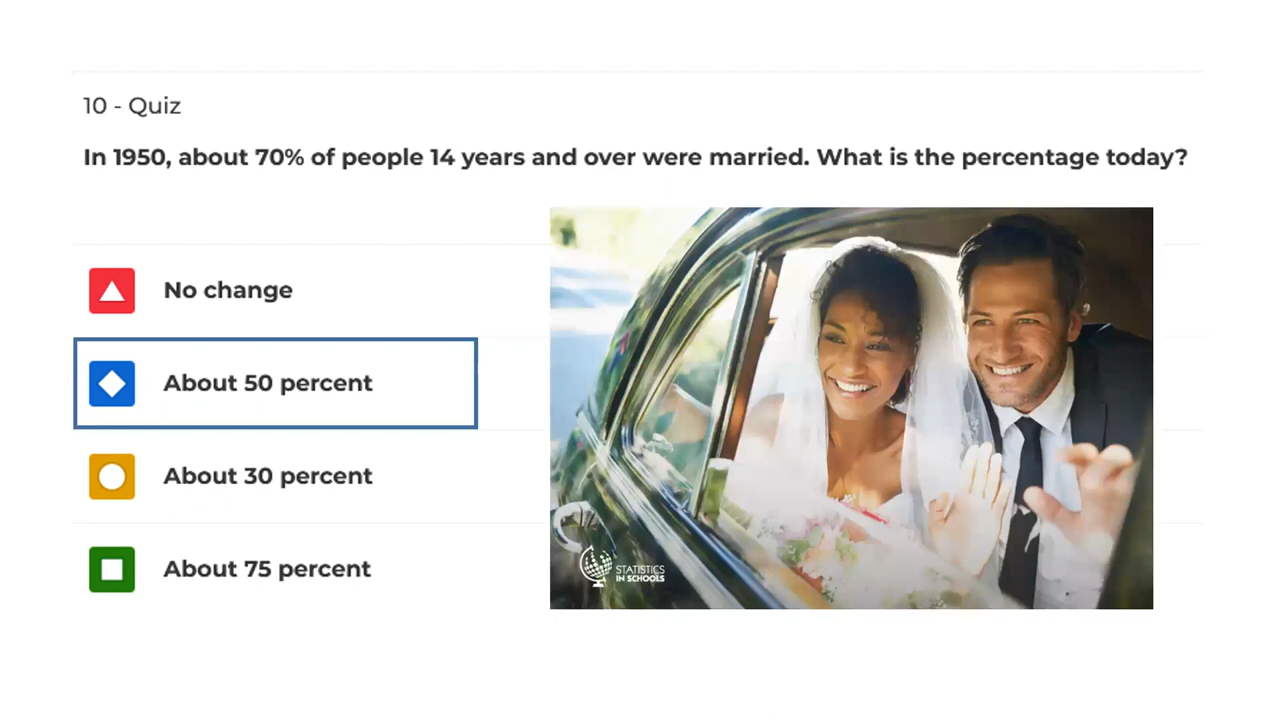 10 - Quiz
In 1950, about 70% of people 14 years and over were married. What is the percentage today?
No change
About 50 percent
About 30 percent
About 75 percent
STATISTICS
IN SCHOOLS